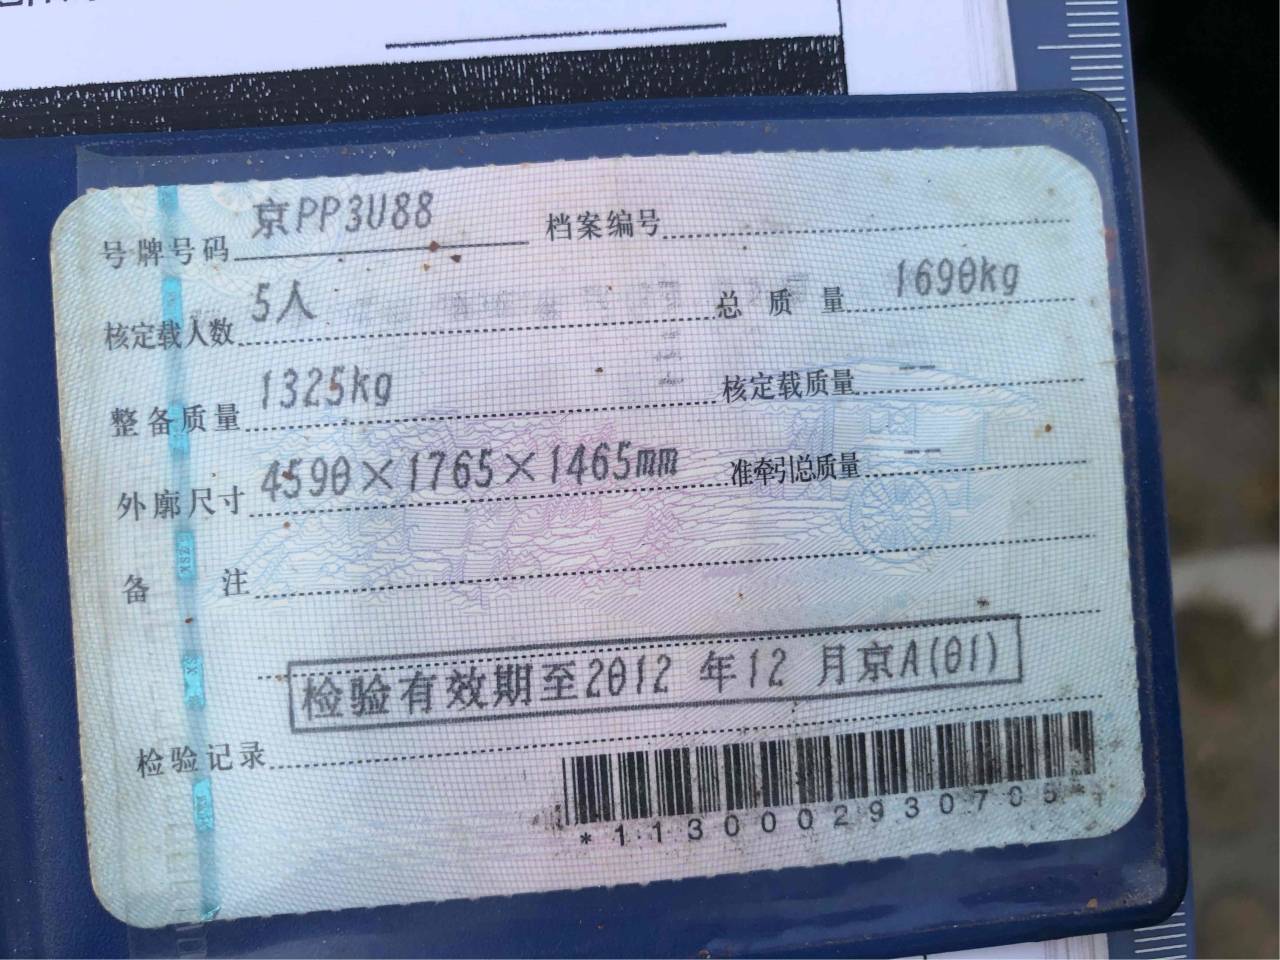 号牌号码 京PP3U88 档案编号
核定载人数 5人 总质量 1690kg
整备质量 1325kg 核定载质量 --
外廓尺寸 4590×1765×1465mm 准牵引总质量 --
备注
检验有效期至2012 年12 月京A(01)
检验记录
*1130002930705*